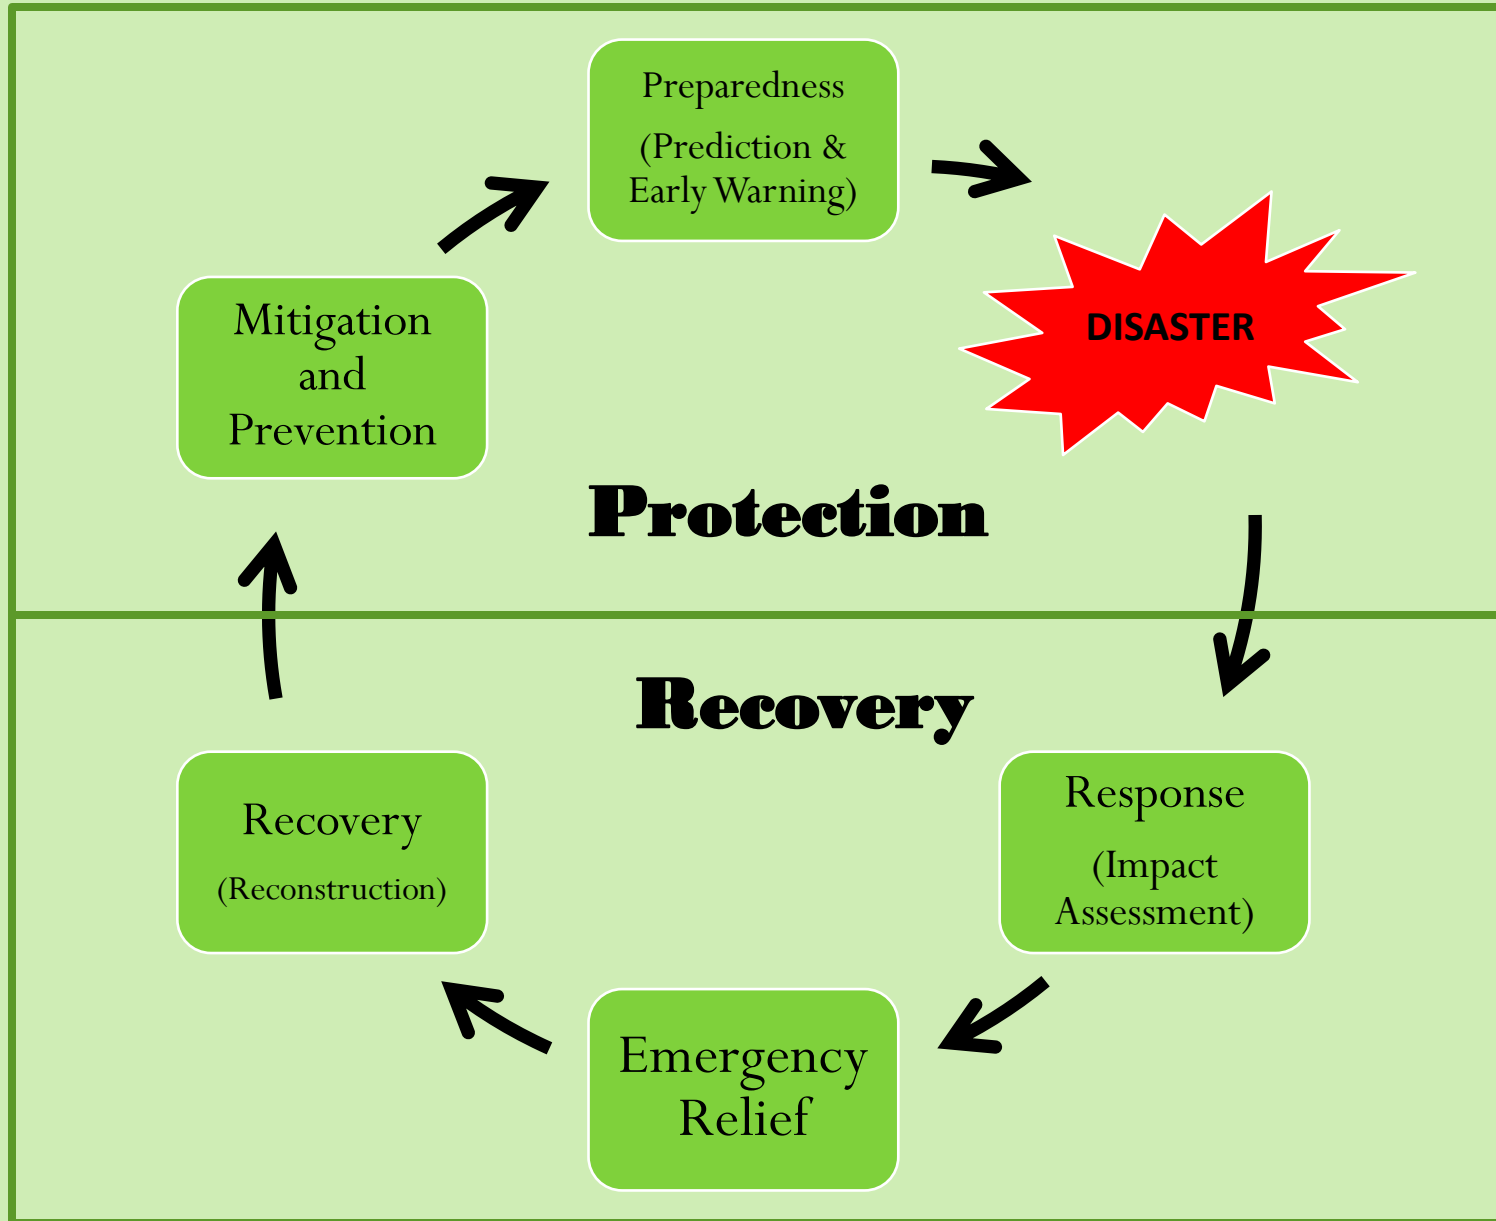 Preparedness
(Prediction &
Early Warning)
DISASTER
Mitigation
and
Prevention
Protection
Recovery
Recovery
(Reconstruction)
Response
(Impact
Assessment)
Emergency
Relief